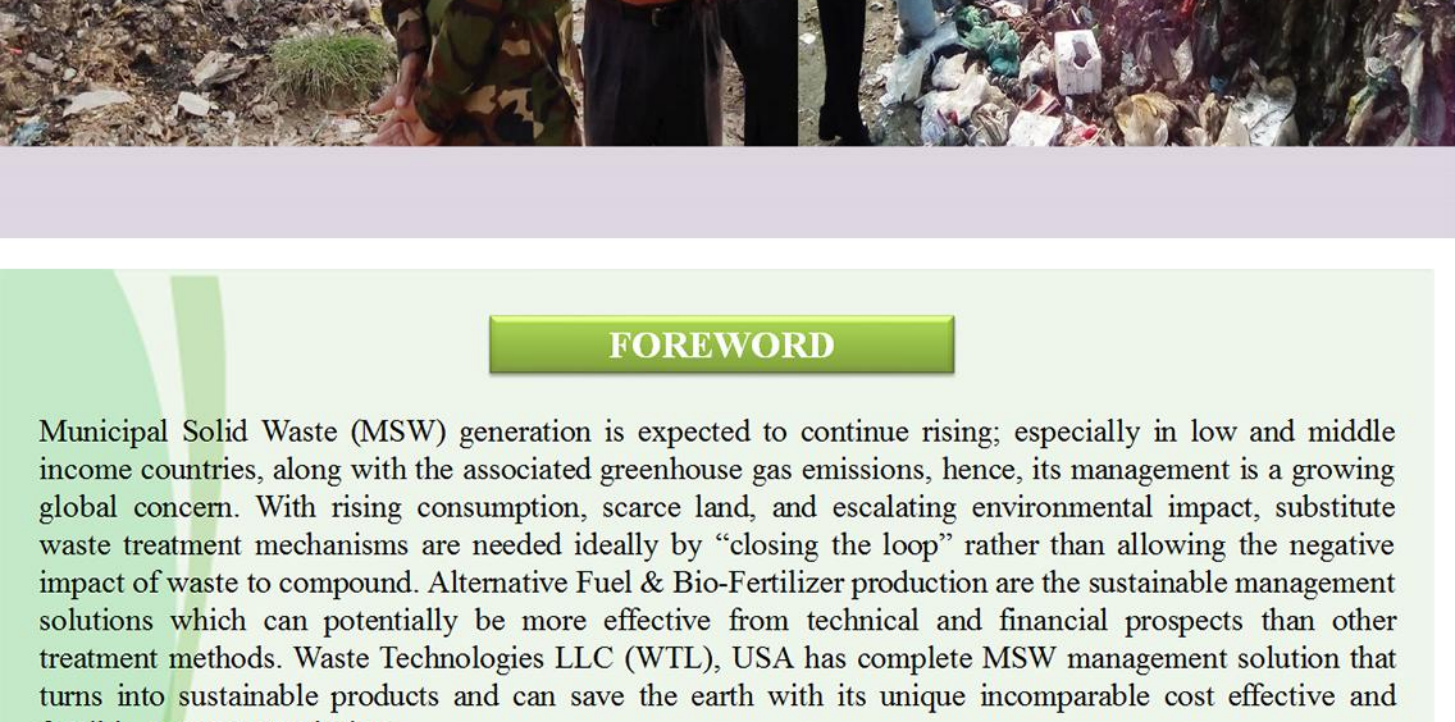 FOREWORD
Municipal Solid Waste (MSW) generation is expected to continue rising; especially in low and middle
income countries, along with the associated greenhouse gas emissions, hence, its management is a growing
global concern. With rising consumption, scarce land, and escalating environmental impact, substitute
waste treatment mechanisms are needed ideally by “closing the loop” rather than allowing the negative
impact of waste to compound. Alternative Fuel & Bio-Fertilizer production are the sustainable management
solutions which can potentially be more effective from technical and financial prospects than other
treatment methods. Waste Technologies LLC (WTL), USA has complete MSW management solution that
turns into sustainable products and can save the earth with its unique incomparable cost effective and